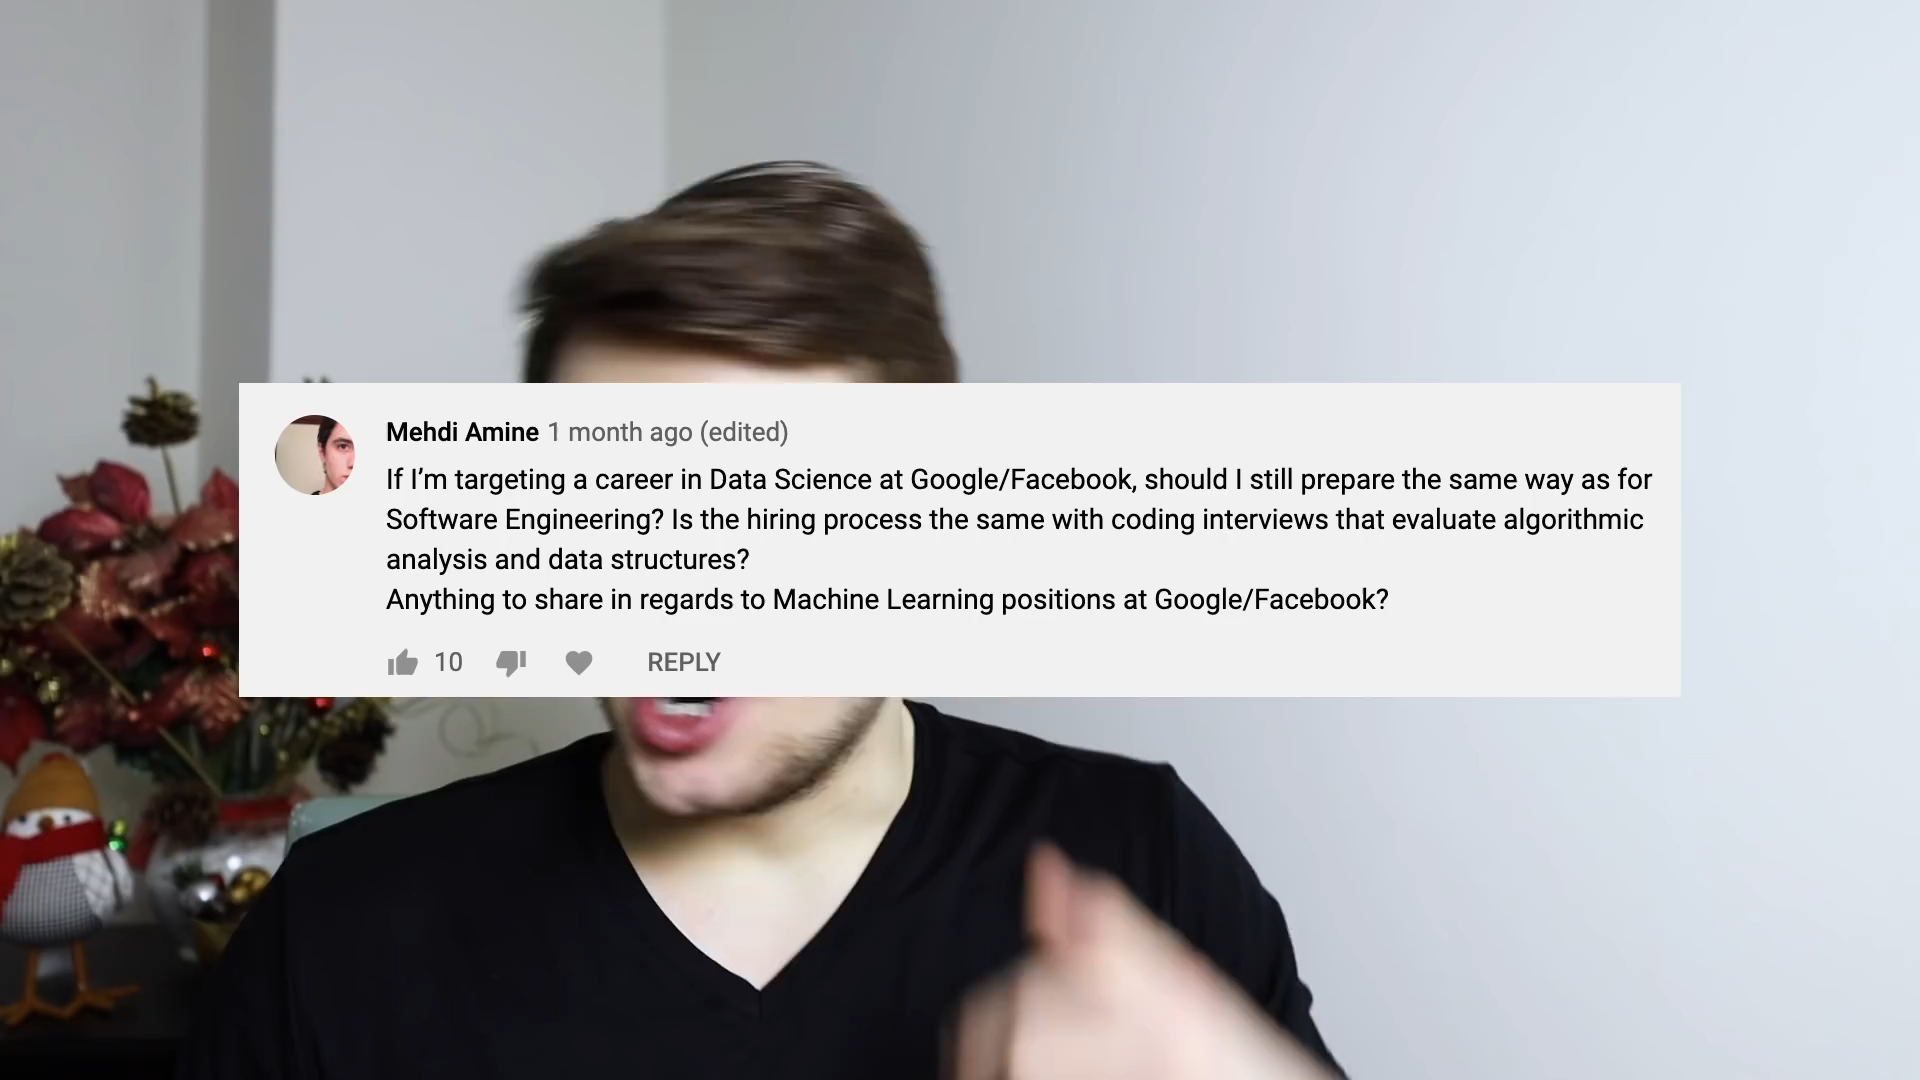 Mehdi Amine 1 month ago (edited)
If I’m targeting a career in Data Science at Google/Facebook, should I still prepare the same way as for
Software Engineering? Is the hiring process the same with coding interviews that evaluate algorithmic
analysis and data structures?
Anything to share in regards to Machine Learning positions at Google/Facebook?
10 REPLY